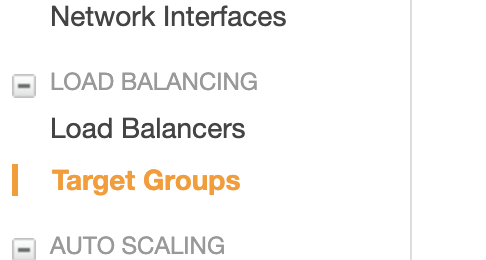 Network Interfaces
LOAD BALANCING
Load Balancers
Target Groups
AUTO SCALING